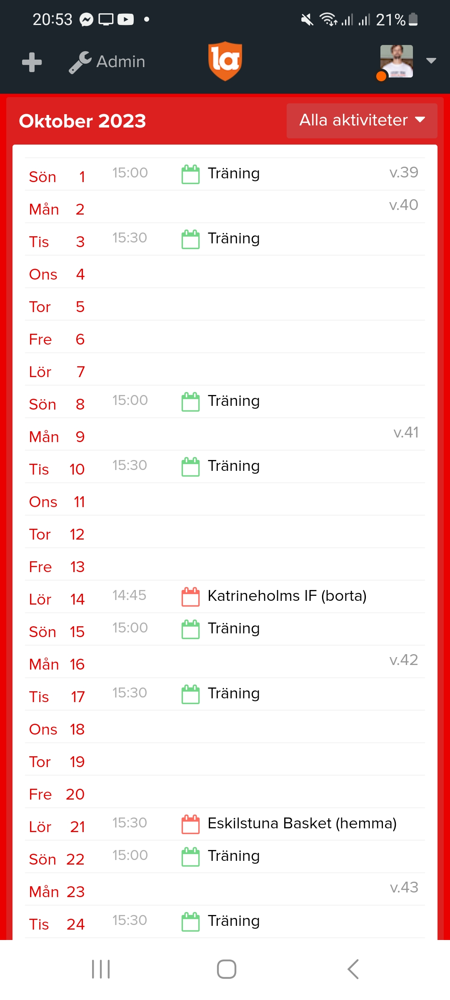 20:53 21%
Admin la
Oktober 2023 Alla aktiviteter
Sön 1 15:00 Träning v.39
Mån 2 v.40
Tis 3 15:30 Träning
Ons 4
Tor 5
Fre 6
Lör 7
Sön 8 15:00 Träning
Mån 9 v.41
Tis 10 15:30 Träning
Ons 11
Tor 12
Fre 13
Lör 14 14:45 Katrineholms IF (borta)
Sön 15 15:00 Träning
Mån 16 v.42
Tis 17 15:30 Träning
Ons 18
Tor 19
Fre 20
Lör 21 15:30 Eskilstuna Basket (hemma)
Sön 22 15:00 Träning
Mån 23 v.43
Tis 24 15:30 Träning